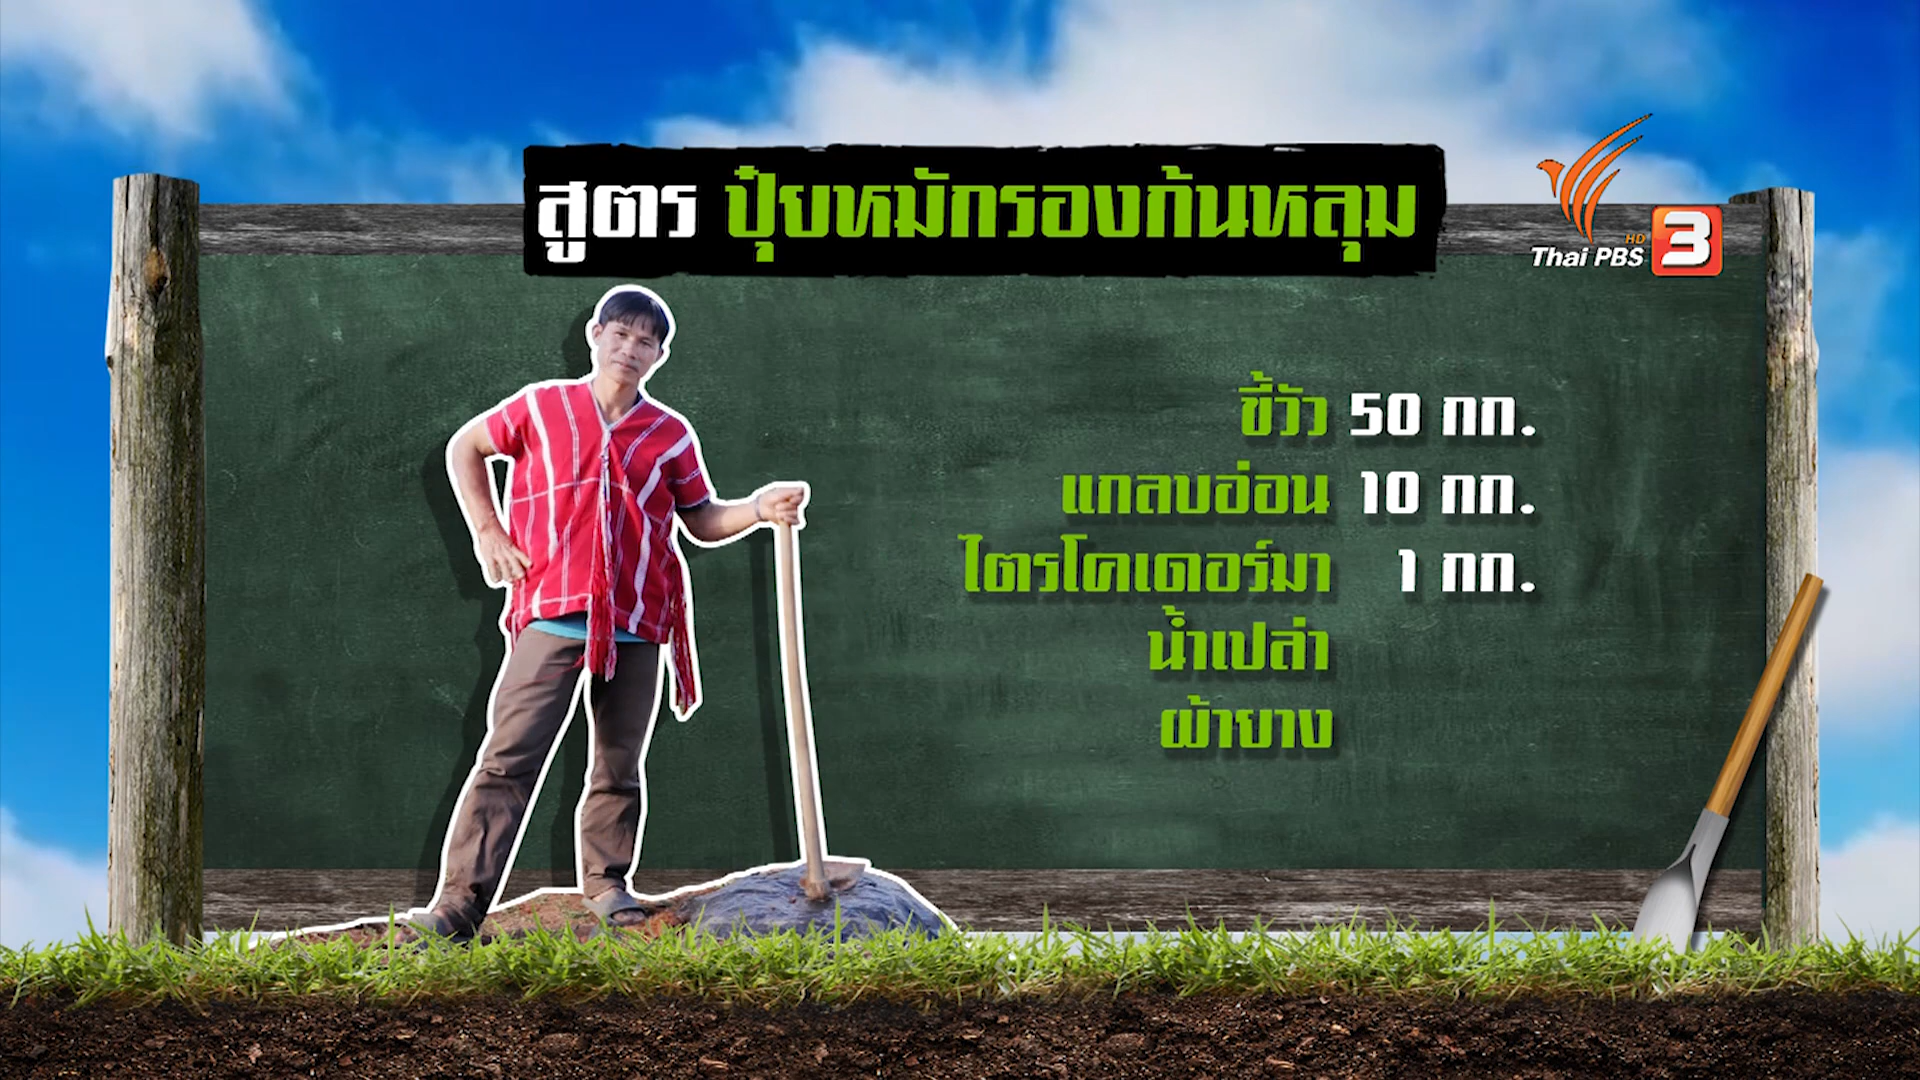 สูตร ปุ๋ยหมักรองก้นหลุม
HD
Thai PBS 3
ขี้วัว 50 กก.
แกลบอ่อน 10 กก.
ไตรโคเดอร์มา 1 กก.
น้ำเปล่า
ผ้ายาง